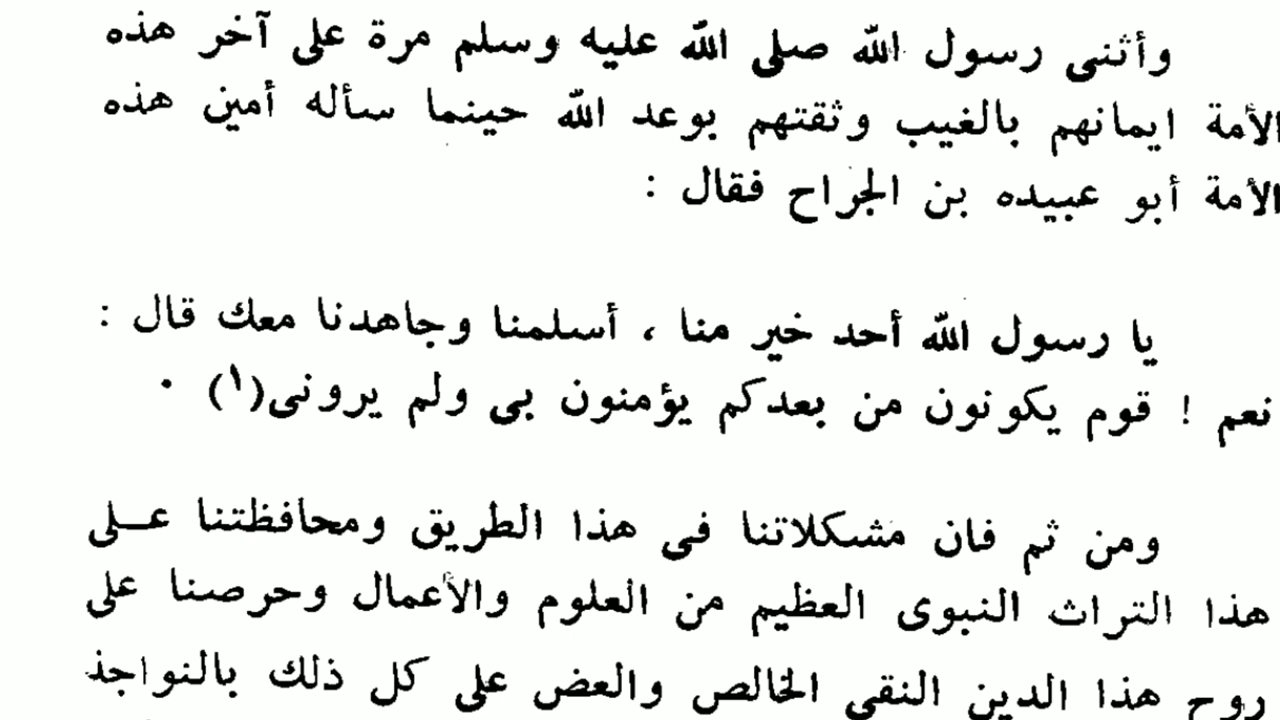 وأثنى رسول الله صلى الله عليه وسلم مرة على آخر هذه
الأمة ايمانهم بالغيب وثقتهم بوعد الله حينما سأله أمين هذه
الأمة أبو عبيده بن الجراح فقال :
يا رسول الله أحد خير منا ، أسلمنا وجاهدنا معك قال :
نعم ! قوم يكونون من بعدكم يؤمنون بى ولم يرونى(١) ٠
ومن ثم فان مشكلاتنا فى هذا الطريق ومحافظتنا عـلى
هذا التراث النبوى العظيم من العلوم والأعمال وحرصنا على
روح هذا الدين النقى الخالص والعض على كل ذلك بالنواجذ